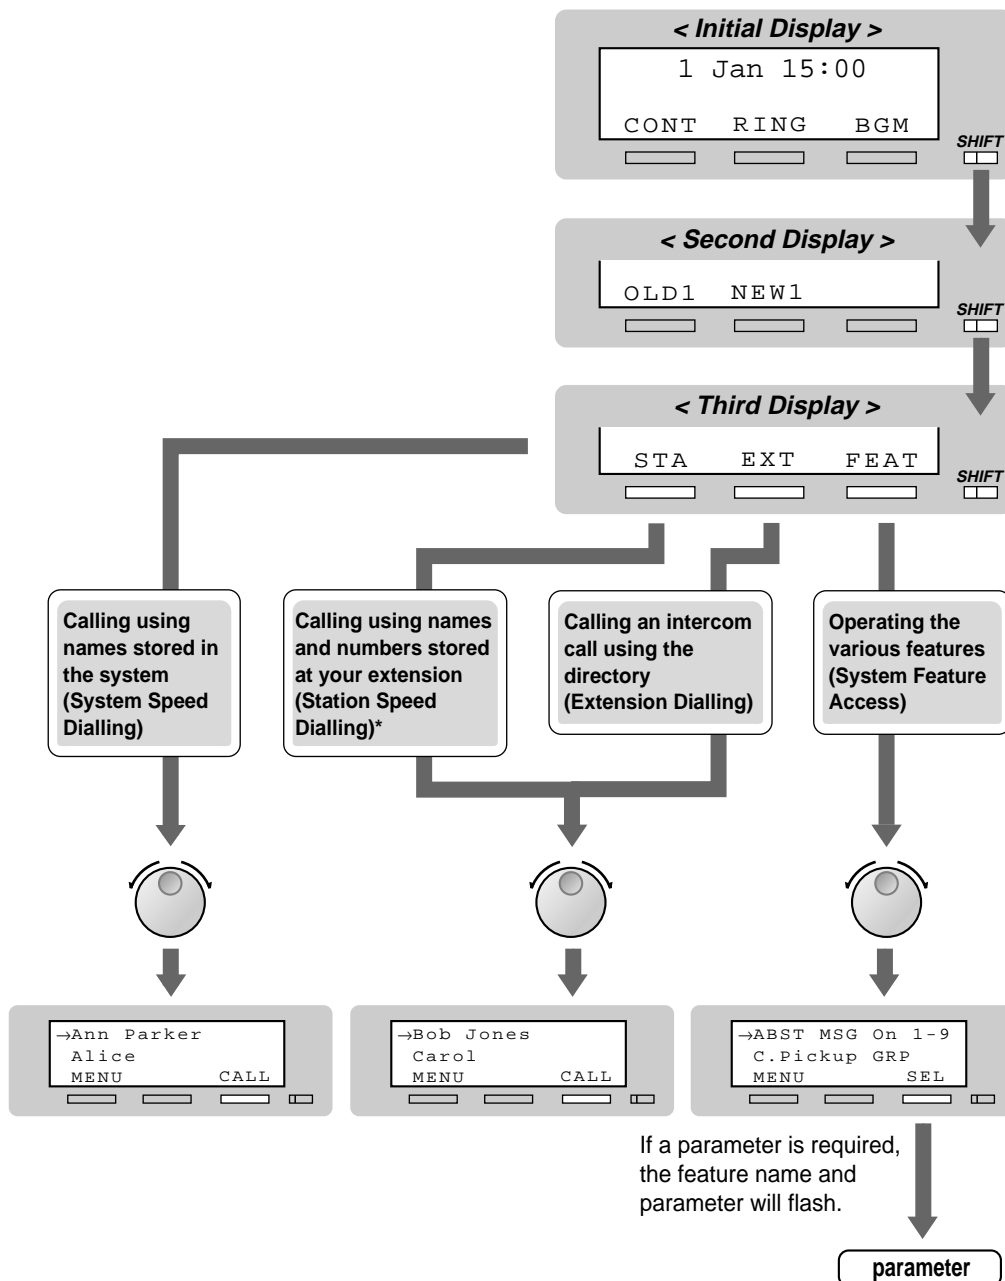 < Initial Display >
1 Jan 15:00
CONT RING BGM
SHIFT
< Second Display >
OLD1 NEW1
SHIFT
< Third Display >
STA EXT FEAT
SHIFT
Calling using
names stored in
the system
(System Speed
Dialling)
Calling using names
and numbers stored
at your extension
(Station Speed
Dialling)*
Calling an intercom
call using the
directory
(Extension Dialling)
Operating the
various features
(System Feature
Access)
→Ann Parker
Alice
MENU CALL
→Bob Jones
Carol
MENU CALL
→ABST MSG On 1-9
C.Pickup GRP
MENU SEL
If a parameter is required,
the feature name and
parameter will flash.
parameter